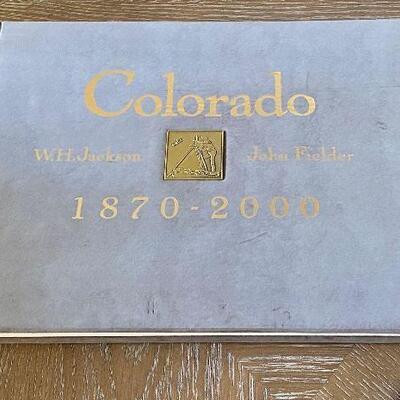 Colorado
W.H. Jackson John Fielder
1870-2000